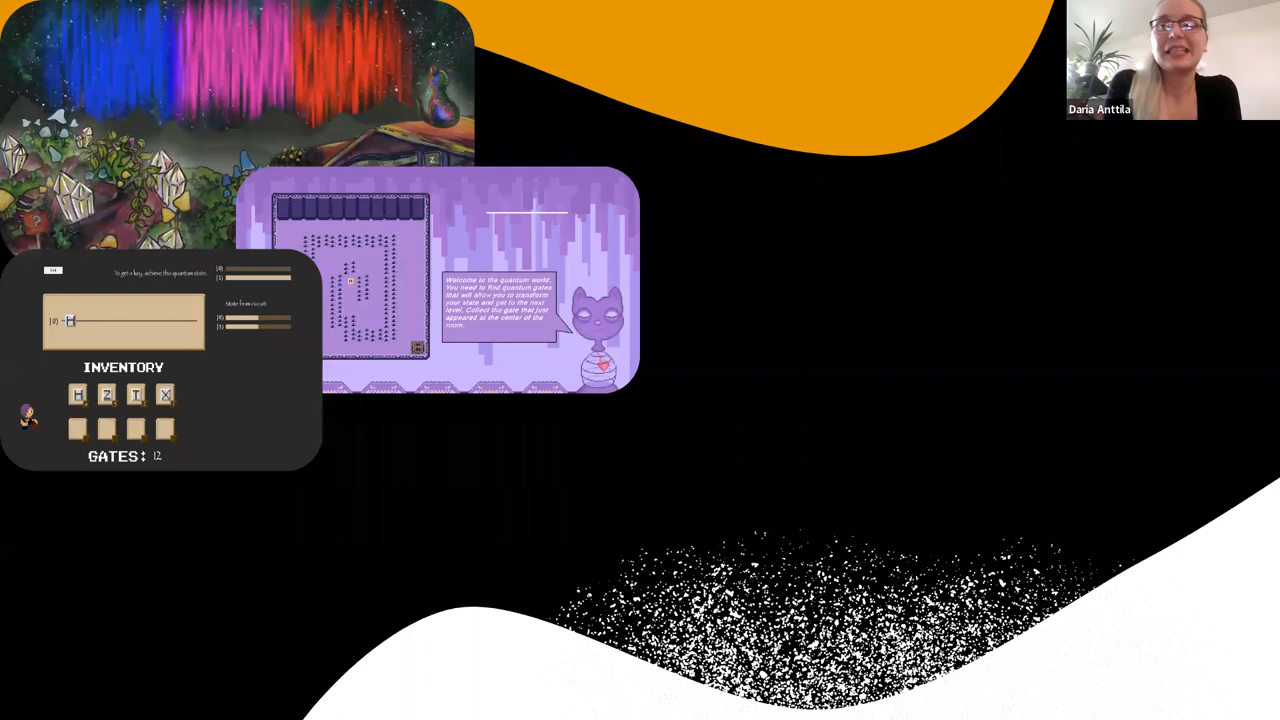 Daria Anttila
Z
?
Welcome to the quantum world.
You need to find quantum gates
that will allow you to transform
your state and get to the next
level. Collect the gate that just
appeared at the center of the
room.
To get a key, achieve this quantum state:
|0⟩
|1⟩
State from circuit:
|0⟩
|1⟩
|0⟩ H
INVENTORY
H Z T X
GATES: 12